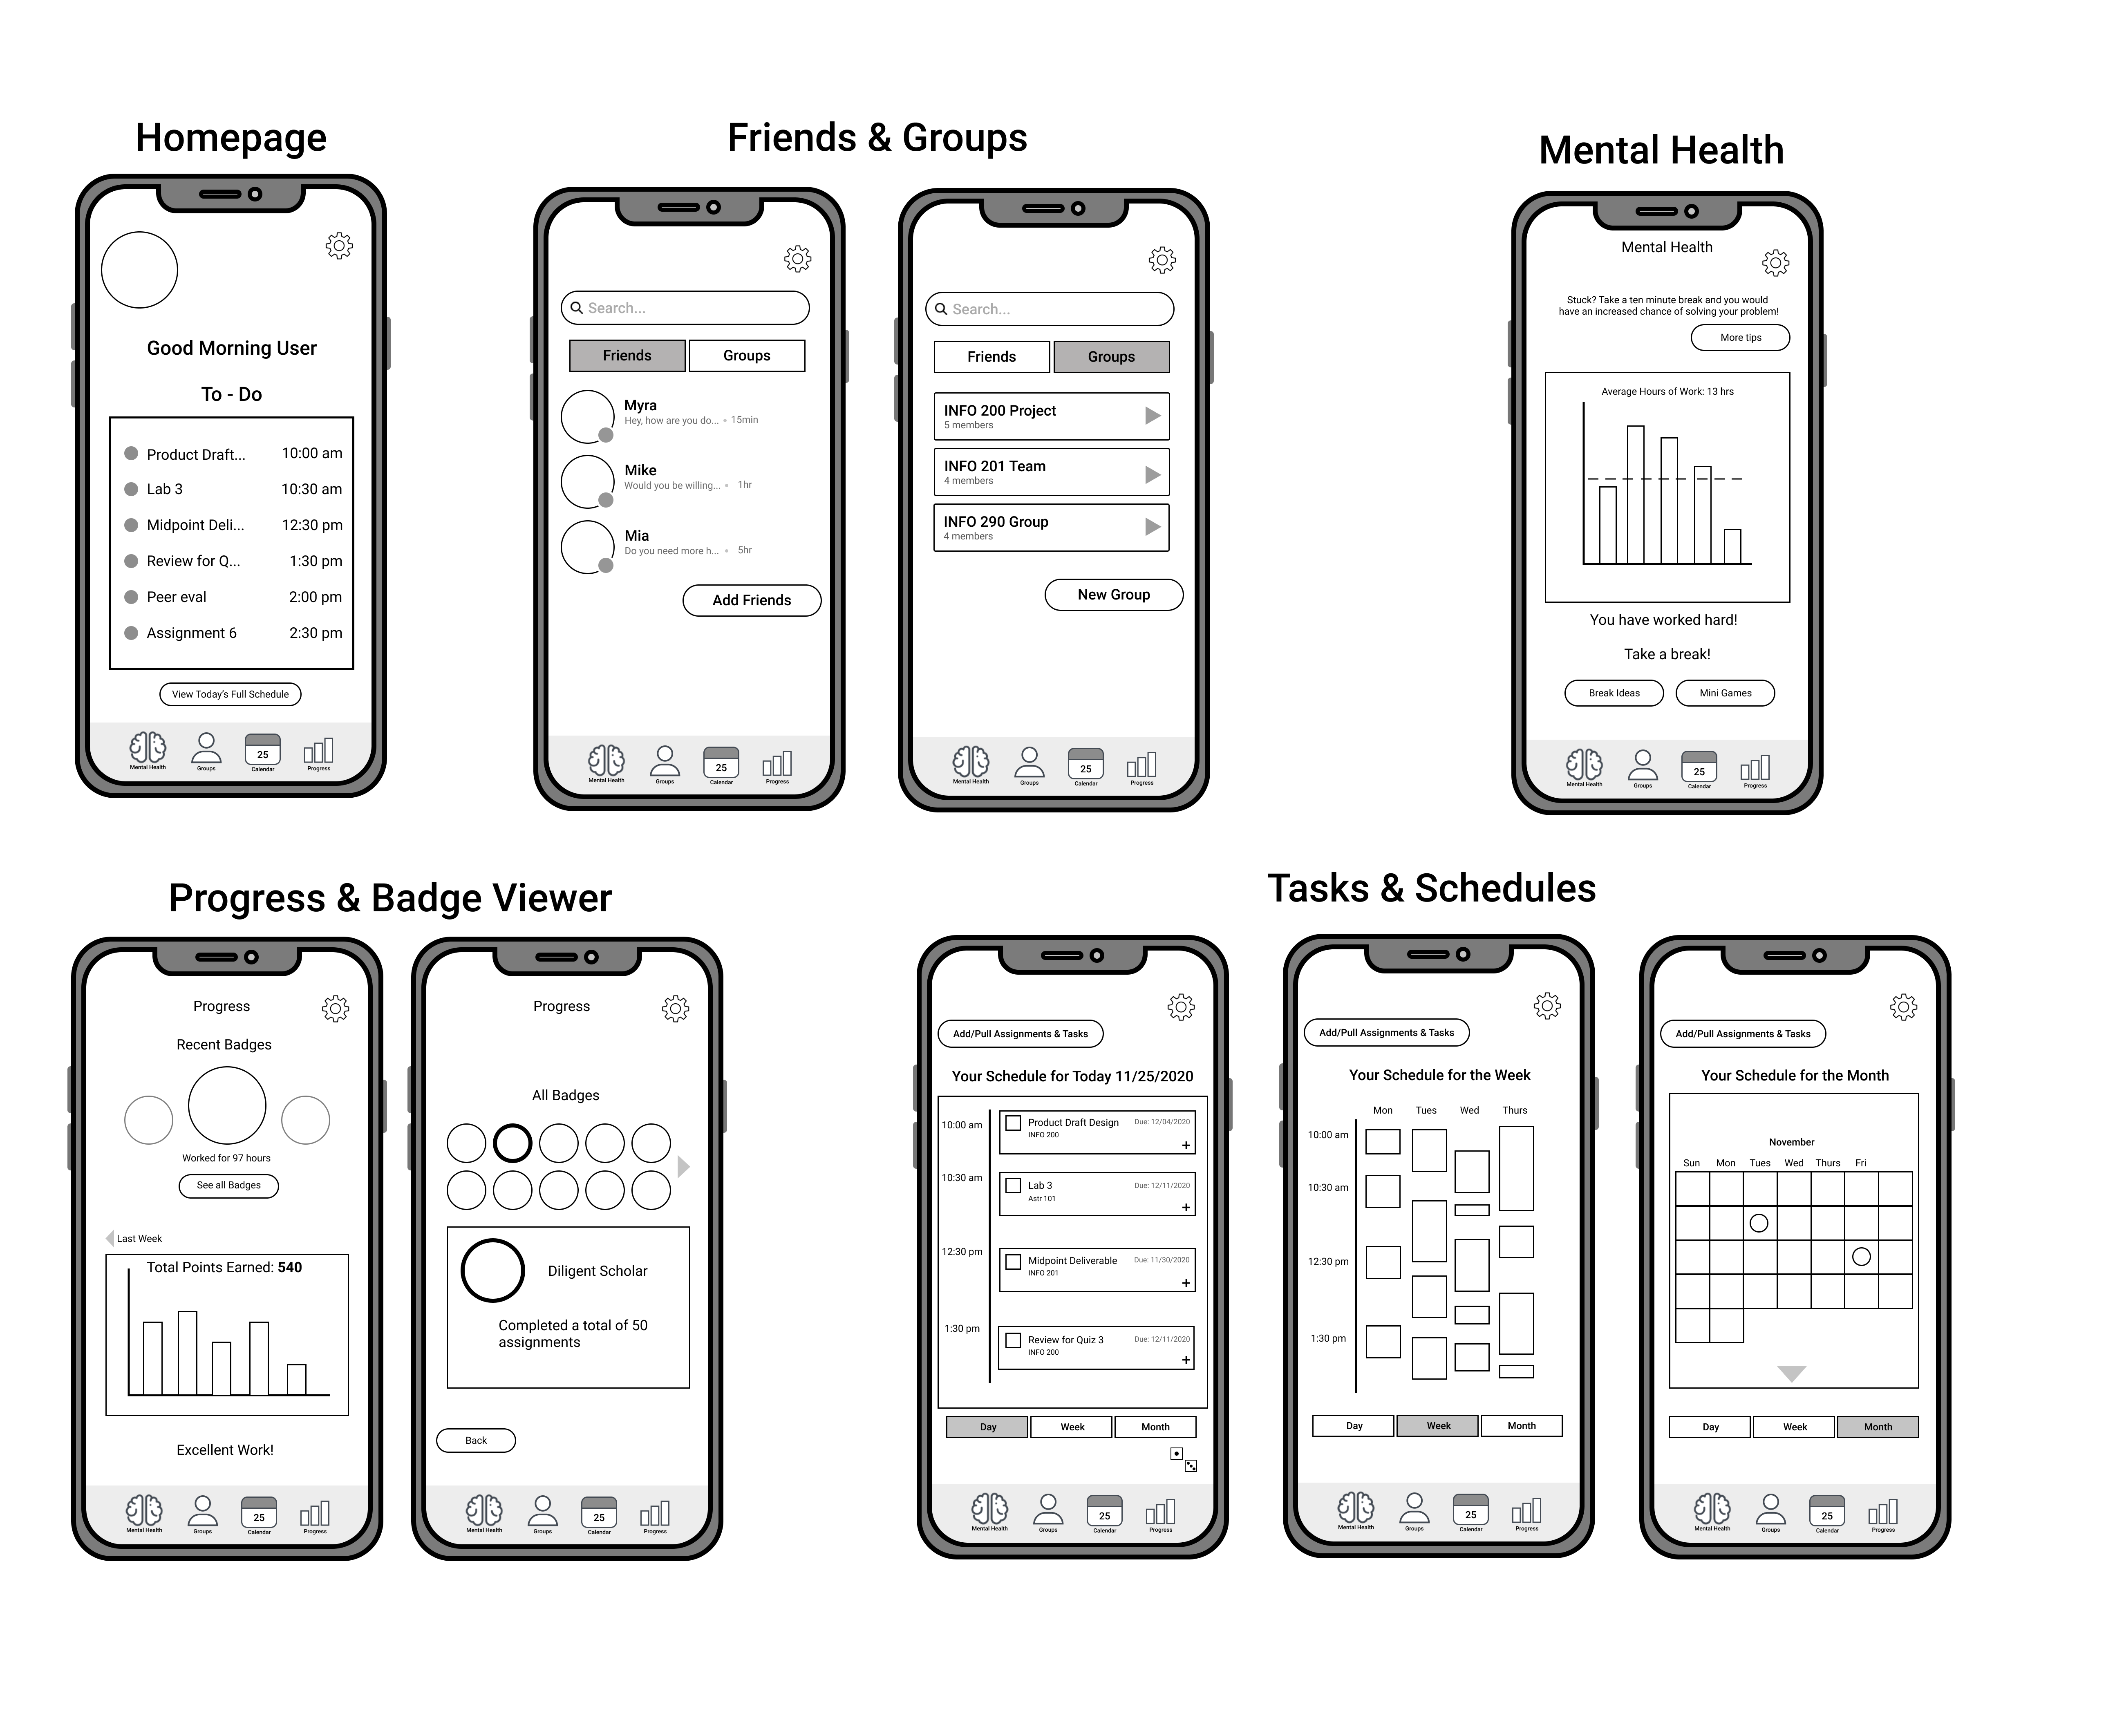 Homepage
Good Morning User
To - Do
Product Draft... 10:00 am
Lab 3 10:30 am
Midpoint Deli... 12:30 pm
Review for Q... 1:30 pm
Peer eval 2:00 pm
Assignment 6 2:30 pm
View Today's Full Schedule
Mental Health Groups 25 Calendar Progress
Friends & Groups
Search...
Friends Groups
Myra
Hey, how are you do... • 15min
Mike
Would you be willing... • 1hr
Mia
Do you need more h... • 5hr
Add Friends
Mental Health Groups 25 Calendar Progress
Search...
Friends Groups
INFO 200 Project
5 members
INFO 201 Team
4 members
INFO 290 Group
4 members
New Group
Mental Health Groups 25 Calendar Progress
Mental Health
Mental Health
Stuck? Take a ten minute break and you would
have an increased chance of solving your problem!
More tips
Average Hours of Work: 13 hrs
You have worked hard!
Take a break!
Break Ideas Mini Games
Mental Health Groups 25 Calendar Progress
Progress & Badge Viewer
Progress
Recent Badges
Worked for 97 hours
See all Badges
Last Week
Total Points Earned: 540
Excellent Work!
Mental Health Groups 25 Calendar Progress
Progress
All Badges
Diligent Scholar
Completed a total of 50
assignments
Back
Mental Health Groups 25 Calendar Progress
Tasks & Schedules
Add/Pull Assignments & Tasks
Your Schedule for Today 11/25/2020
10:00 am
Product Draft Design Due: 12/04/2020
INFO 200
+
10:30 am
Lab 3 Due: 12/11/2020
Astr 101
+
12:30 pm
Midpoint Deliverable Due: 11/30/2020
INFO 201
+
1:30 pm
Review for Quiz 3 Due: 12/11/2020
INFO 200
+
Day Week Month
Mental Health Groups 25 Calendar Progress
Add/Pull Assignments & Tasks
Your Schedule for the Week
Mon Tues Wed Thurs
10:00 am
10:30 am
12:30 pm
1:30 pm
Day Week Month
Mental Health Groups 25 Calendar Progress
Add/Pull Assignments & Tasks
Your Schedule for the Month
November
Sun Mon Tues Wed Thurs Fri
Day Week Month
Mental Health Groups 25 Calendar Progress